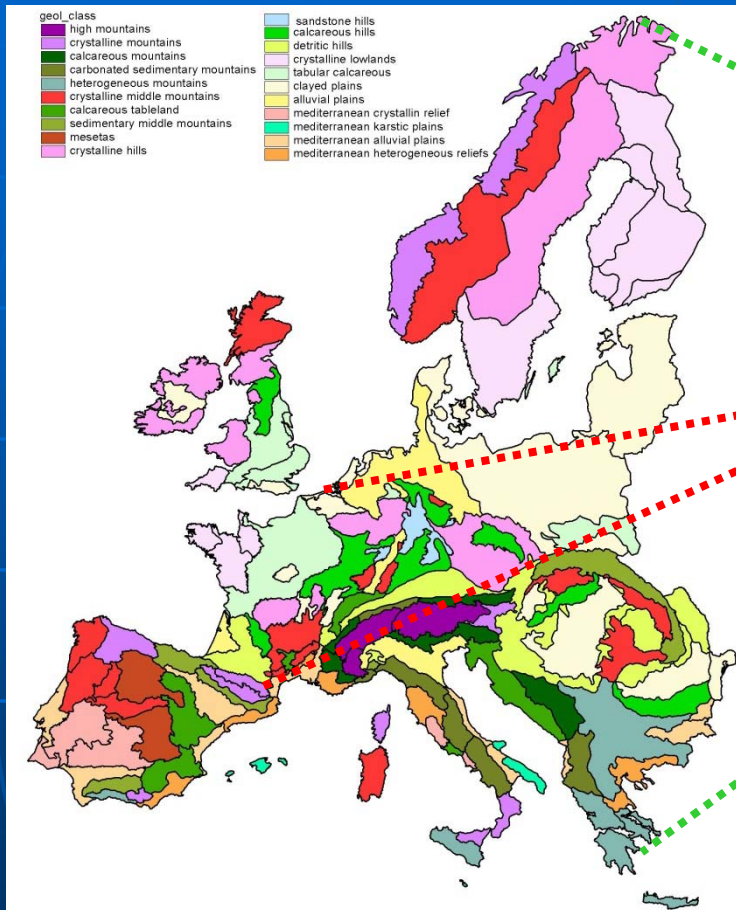 geol_class
high mountains
crystalline mountains
calcareous mountains
carbonated sedimentary mountains
heterogeneous mountains
crystalline middle mountains
calcareous tableland
sedimentary middle mountains
mesetas
crystalline hills
sandstone hills
calcareous hills
detritic hills
crystalline lowlands
tabular calcareous
clayed plains
alluvial plains
mediterranean crystallin relief
mediterranean karstic plains
mediterranean alluvial plains
mediterranean heterogeneous reliefs